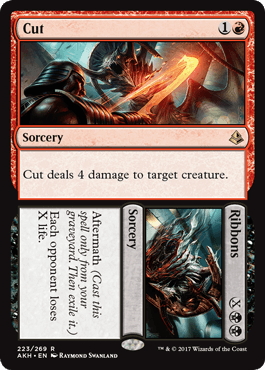 Cut 1
Sorcery
Cut deals 4 damage to target creature.
Ribbons X
Sorcery
Aftermath (Cast this
spell only from your
graveyard. Then exile it.)
Each opponent loses
X life.
223/269 R
AKH • EN RAYMOND SWANLAND
™ & © 2017 Wizards of the Coast